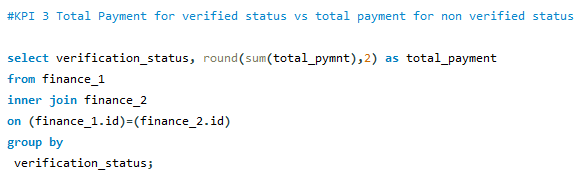 #KPI 3 Total Payment for verified status vs total payment for non verified status
select verification_status, round(sum(total_pymnt),2) as total_payment
from finance_1
inner join finance_2
on (finance_1.id)=(finance_2.id)
group by
verification_status;